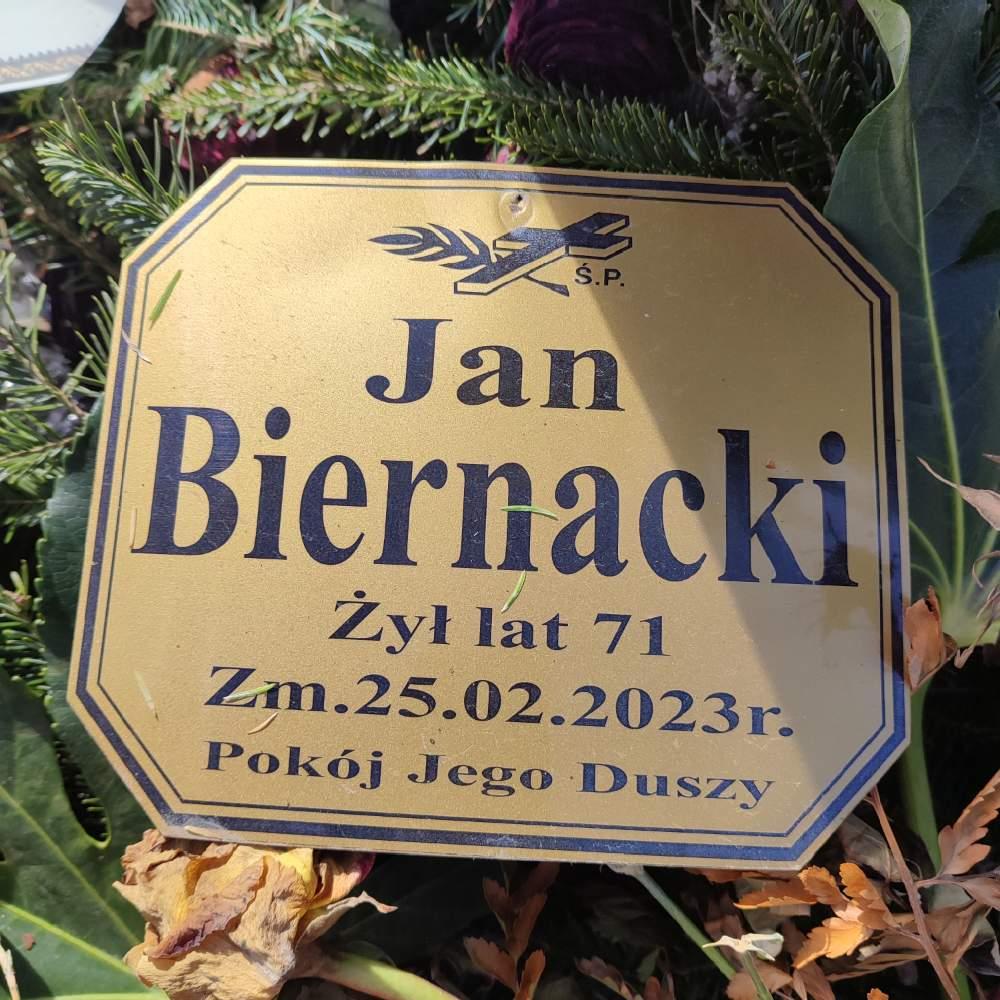 Ś.P.
Jan
Biernacki
Żył lat 71
Zm.25.02.2023r.
Pokój Jego Duszy